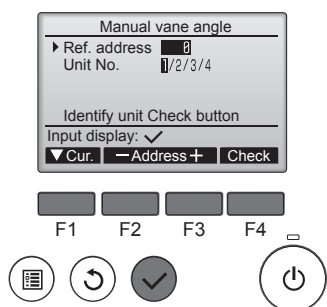 Manual vane angle
Ref. address 0
Unit No. 1/2/3/4
Identify unit Check button
Input display: ✓
▼Cur. －Address＋ Check
F1 F2 F3 F4